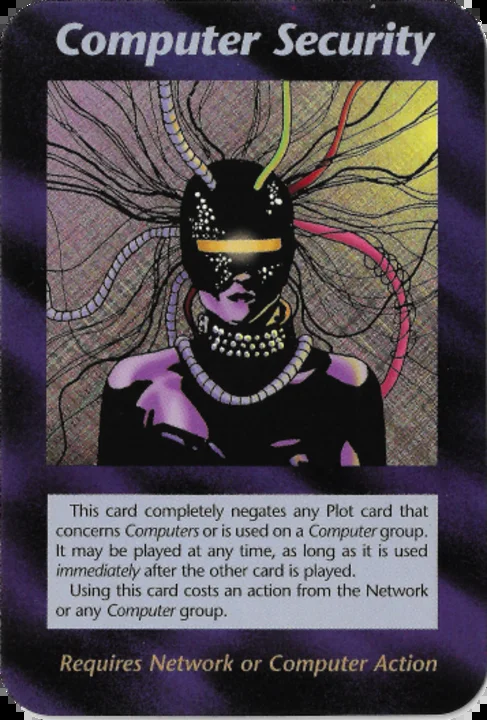 Computer Security
This card completely negates any Plot card that
concerns Computers or is used on a Computer group.
It may be played at any time, as long as it is used
immediately after the other card is played.
Using this card costs an action from the Network
or any Computer group.
Requires Network or Computer Action